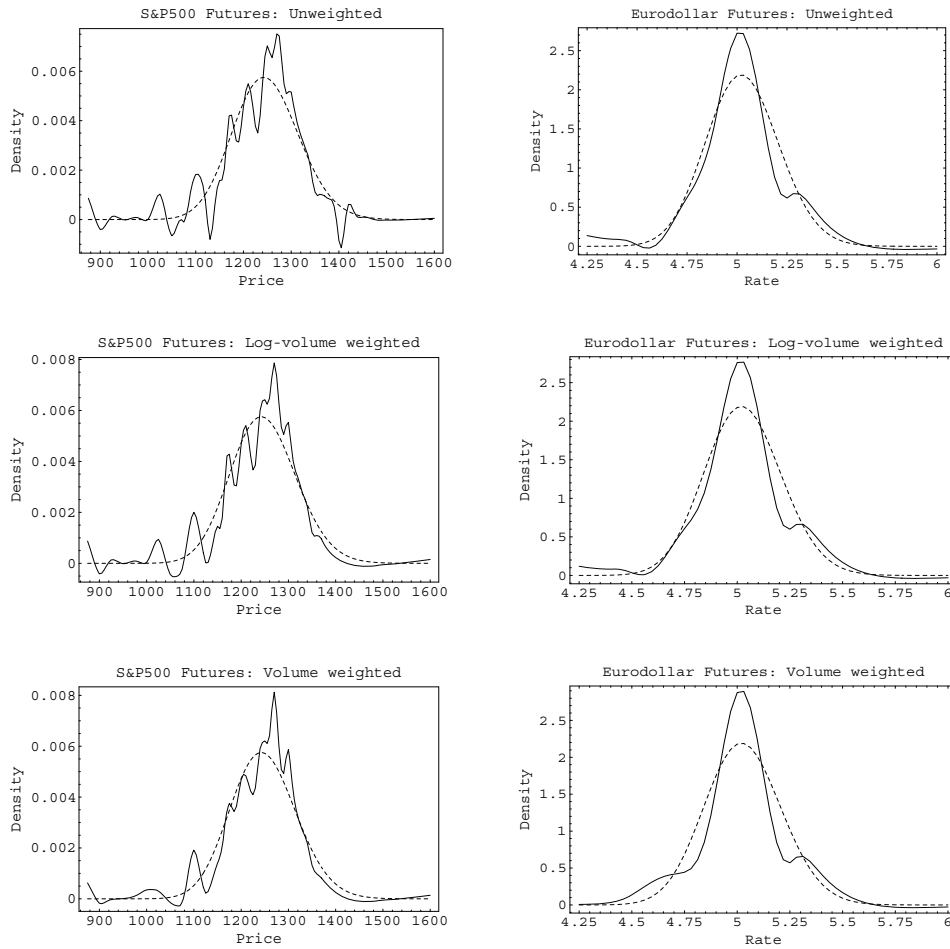 S&P500 Futures: Unweighted
Density
0.006
0.004
0.002
0
900 1000 1100 1200 1300 1400 1500 1600
Price
Eurodollar Futures: Unweighted
Density
2.5
2
1.5
1
0.5
0
4.25 4.5 4.75 5 5.25 5.5 5.75 6
Rate
S&P500 Futures: Log-volume weighted
Density
0.008
0.006
0.004
0.002
0
900 1000 1100 1200 1300 1400 1500 1600
Price
Eurodollar Futures: Log-volume weighted
Density
2.5
2
1.5
1
0.5
0
4.25 4.5 4.75 5 5.25 5.5 5.75 6
Rate
S&P500 Futures: Volume weighted
Density
0.008
0.006
0.004
0.002
0
900 1000 1100 1200 1300 1400 1500 1600
Price
Eurodollar Futures: Volume weighted
Density
2.5
2
1.5
1
0.5
0
4.25 4.5 4.75 5 5.25 5.5 5.75 6
Rate